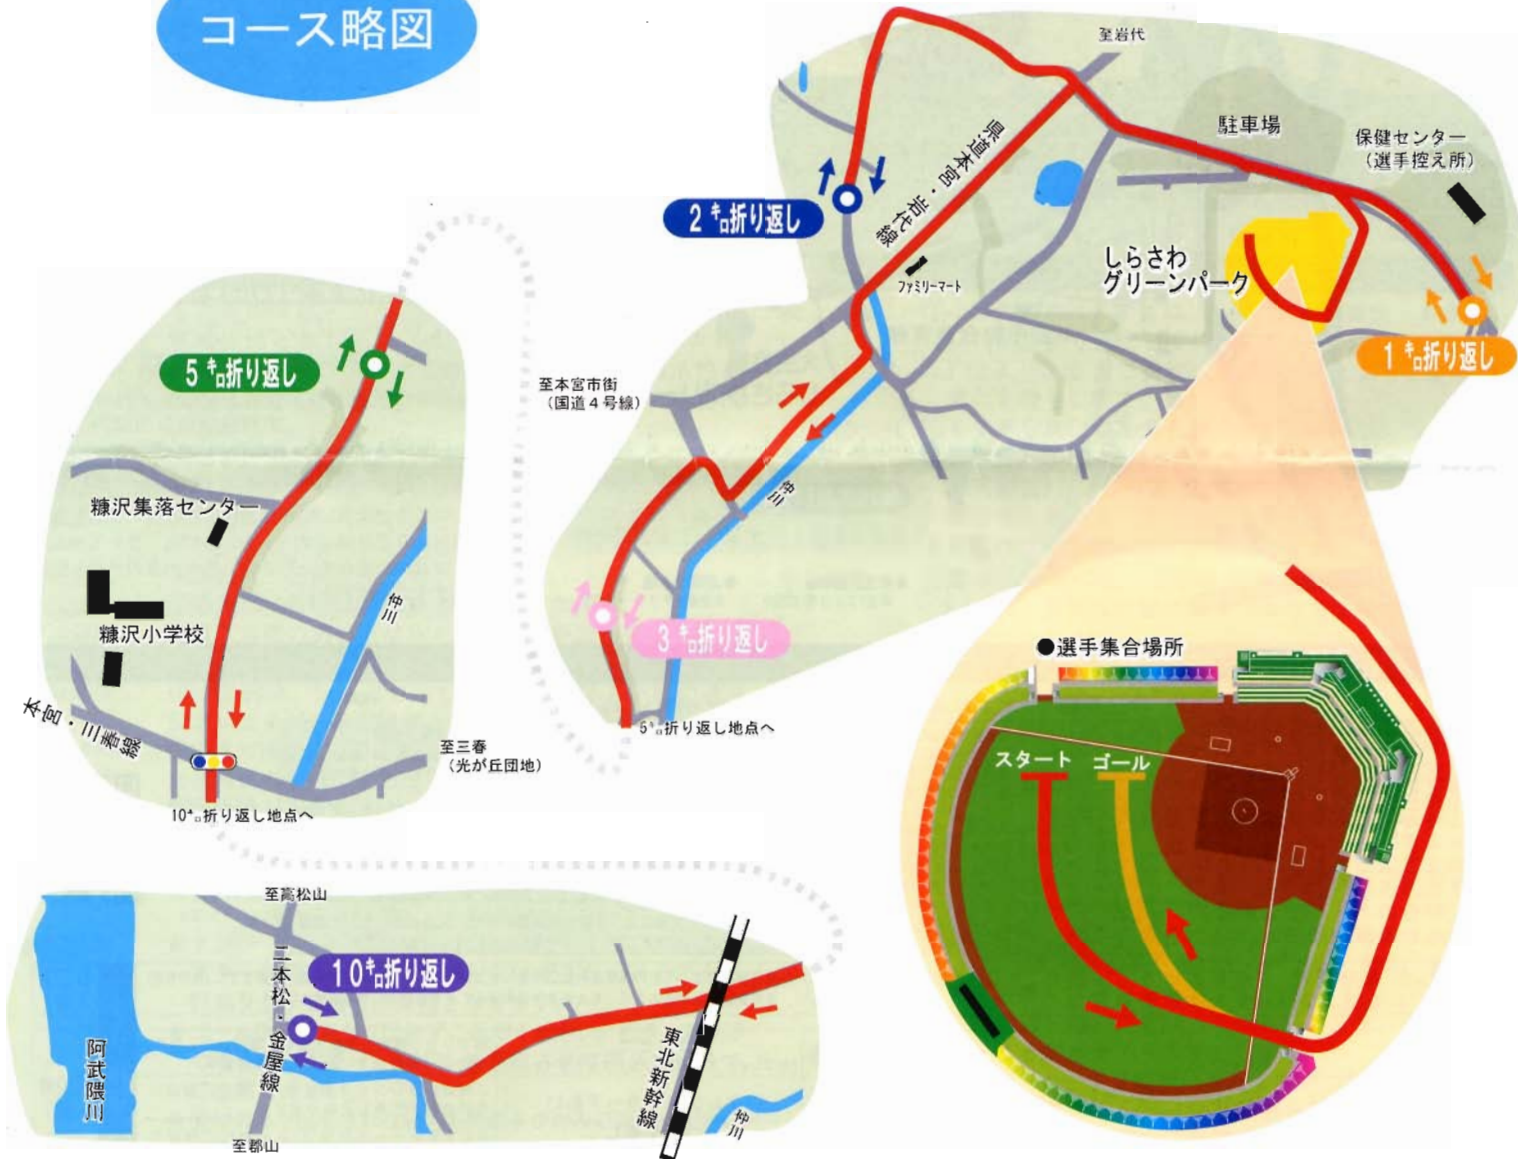 コース略図
至岩代
駐車場
保健センター
（選手控え所）
県道本宮・岩代線
2キロ折り返し
しらさわ
グリーンパーク
ファミリーマート
1キロ折り返し
5キロ折り返し
至本宮市街
（国道４号線）
仲川
糠沢集落センター
糠沢小学校
3キロ折り返し
5キロ折り返し地点へ
本宮・三春線
至三春
（光が丘団地）
10キロ折り返し地点へ
●選手集合場所
スタート
ゴール
至高松山
二本松・金屋線
10キロ折り返し
阿武隈川
東北新幹線
仲川
至郡山